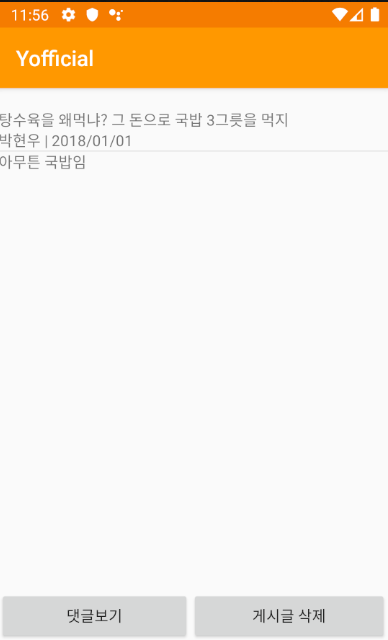 11:56
Yofficial
탕수육을 왜먹냐? 그 돈으로 국밥 3그릇을 먹지
박현우 | 2018/01/01
아무튼 국밥임
댓글보기
게시글 삭제